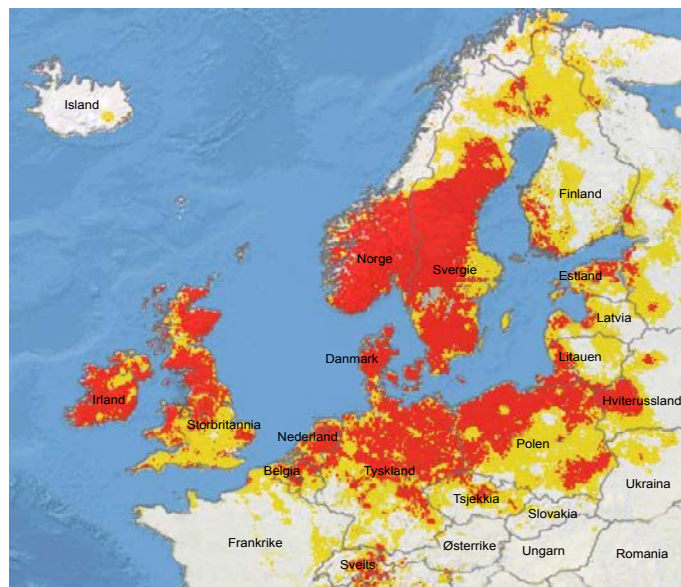 Island
Finland
Norge
Svergie
Estland
Latvia
Danmark
Litauen
Irland
Hviterussland
Storbritannia
Nederland
Polen
Belgia
Tyskland
Ukraina
Tsjekkia
Slovakia
Frankrike
Østerrike
Ungarn
Romania
Sveits